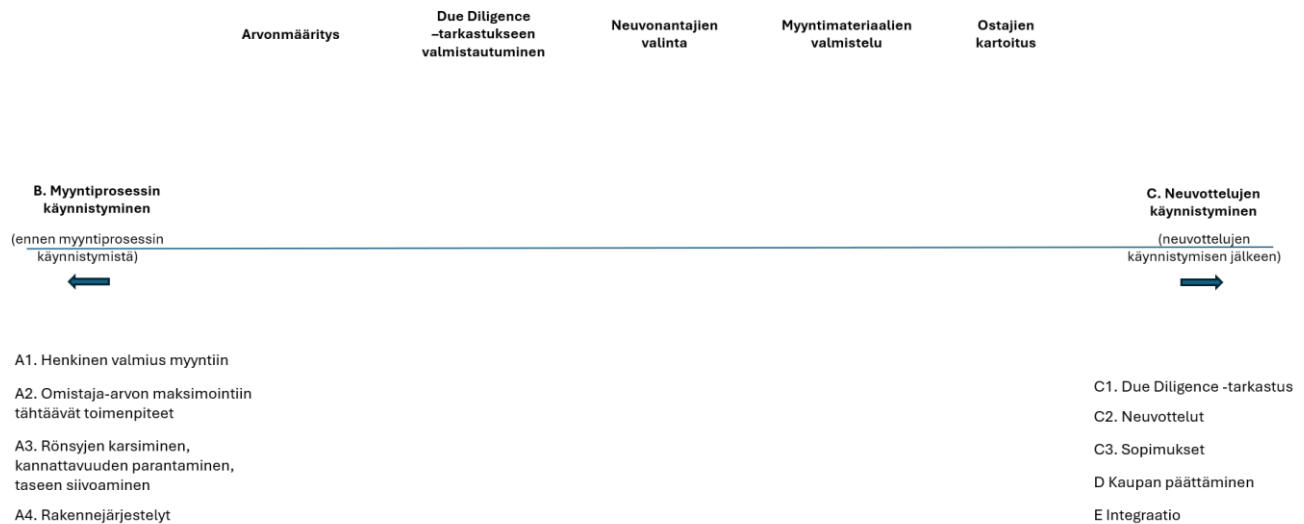 Arvonmääritys
Due Diligence
–tarkastukseen
valmistautuminen
Neuvonantajien
valinta
Myyntimateriaalien
valmistelu
Ostajien
kartoitus
B. Myyntiprosessin
käynnistyminen
(ennen myyntiprosessin
käynnistymistä)
C. Neuvottelujen
käynnistyminen
(neuvottelujen
käynnistymisen jälkeen)
A1. Henkinen valmius myyntiin
A2. Omistaja-arvon maksimointiin
tähtäävät toimenpiteet
A3. Rönsyjen karsiminen,
kannattavuuden parantaminen,
taseen siivoaminen
A4. Rakennejärjestelyt
C1. Due Diligence -tarkastus
C2. Neuvottelut
C3. Sopimukset
D Kaupan päättäminen
E Integraatio